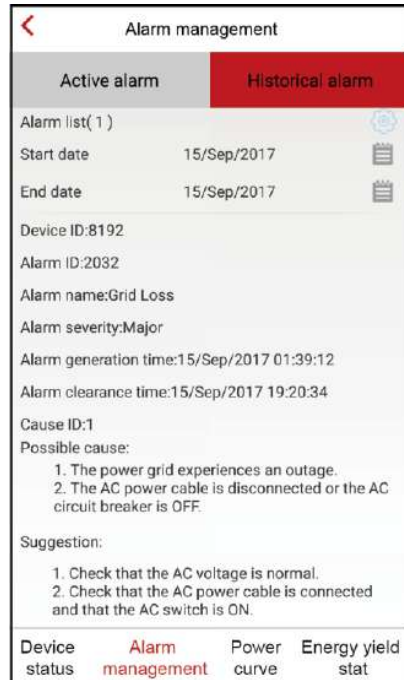 Alarm management
Active alarm
Historical alarm
Alarm list( 1 )
Start date 15/Sep/2017
End date 15/Sep/2017
Device ID:8192
Alarm ID:2032
Alarm name:Grid Loss
Alarm severity:Major
Alarm generation time:15/Sep/2017 01:39:12
Alarm clearance time:15/Sep/2017 19:20:34
Cause ID:1
Possible cause:
1. The power grid experiences an outage.
2. The AC power cable is disconnected or the AC
circuit breaker is OFF.
Suggestion:
1. Check that the AC voltage is normal.
2. Check that the AC power cable is connected
and that the AC switch is ON.
Device
status
Alarm
management
Power
curve
Energy yield
stat